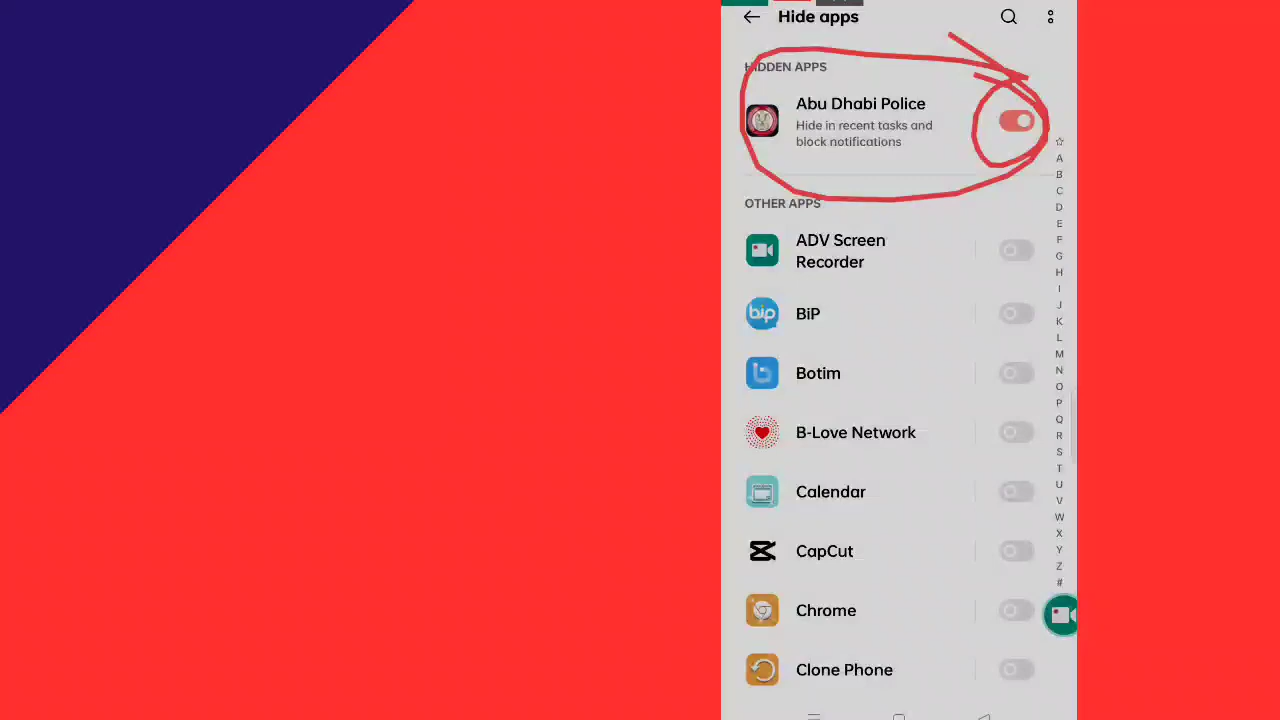 Hide apps
HIDDEN APPS
Abu Dhabi Police
Hide in recent tasks and
block notifications
OTHER APPS
ADV Screen
Recorder
bip
BiP
Botim
B-Love Network
Calendar
CapCut
Chrome
Clone Phone
A
B
C
D
E
F
G
H
I
J
K
L
M
N
O
P
Q
R
S
T
U
V
W
X
Y
Z
#